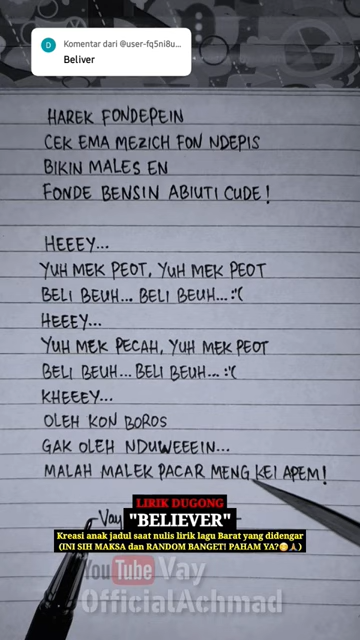 Komentar dari @user-fq5ni8u...
Beliver
HAREK FONDEPEIN
CEK EMA MEZICH FON NDEPIS
BIKIN MALES EN
FONDE BENSIN ABIUTI CUDE!
HEEEY...
YUH MEK PEOT, YUH MEK PEOT
BELI BEUH... BELI BEUH...:'(
HEEEY...
YUH MEK PECAH, YUH MEK PEOT
BELI BEUH... BELI BEUH...:'(
KHEEEY...
OLEH KON BOROS
GAK OLEH NDUWEEEIN...
MALAH MALEK PACAR MENG KEI APEM!
LIRIK DUGONG
"BELIEVER"
Kreasi anak jadul saat nulis lirik lagu Barat yang didengar
(INI SIH MAKSA dan RANDOM BANGET! PAHAM YA?😁🙏)
YouTube Vay
OfficialAchmad